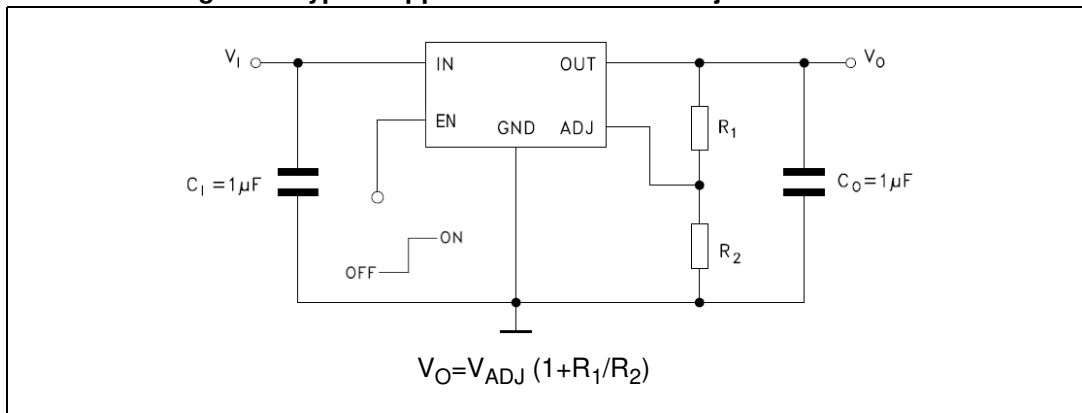 V_I IN OUT V_O
EN GND ADJ R_1
C_I =1µF C_O=1µF
ON
OFF R_2
V_O=V_ADJ (1+R_1/R_2)